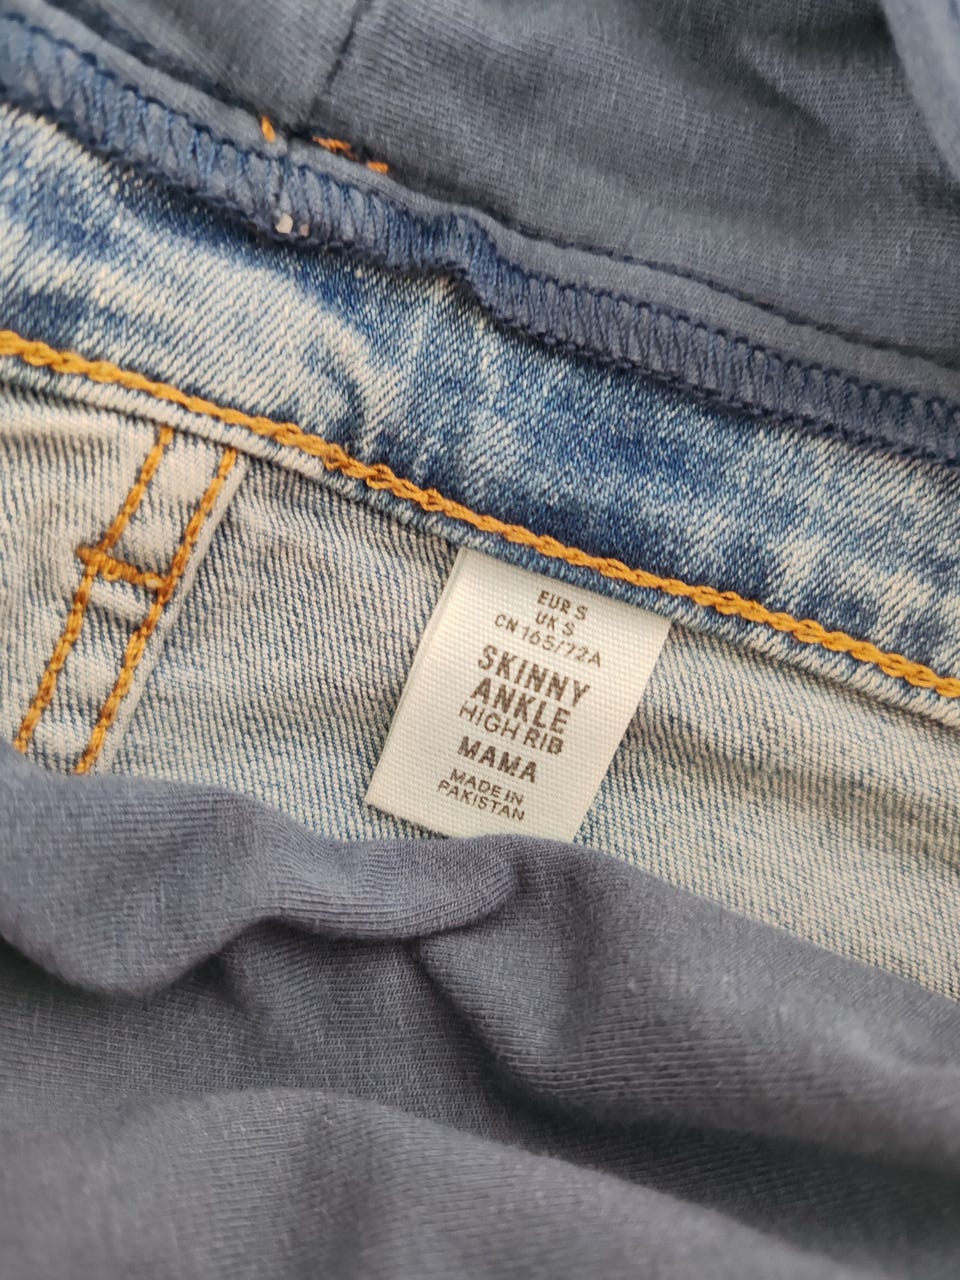 EUR S
UK S
CN 165/72A
SKINNY
ANKLE
HIGH RIB
MAMA
MADE IN
PAKISTAN